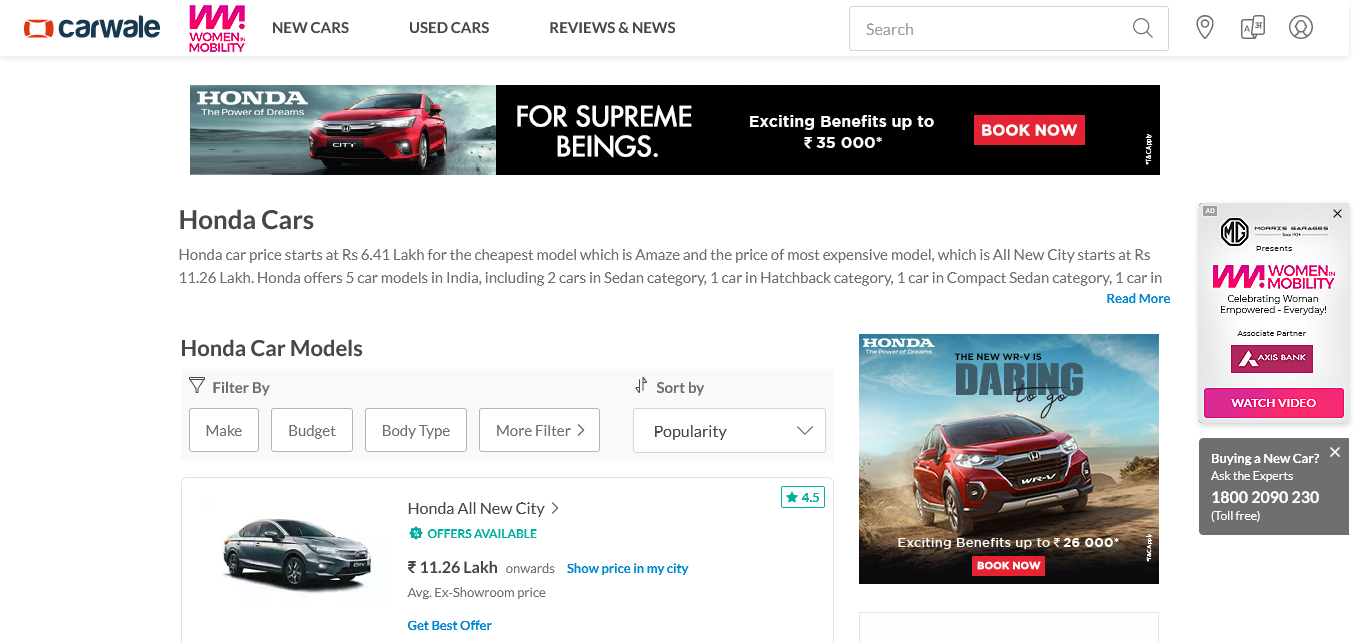 carwale
WOMEN IN
MOBILITY
NEW CARS
USED CARS
REVIEWS & NEWS
Search
HONDA
The Power of Dreams
CITY
FOR SUPREME
BEINGS.
Exciting Benefits up to
₹ 35 000*
BOOK NOW
*T&C Apply
Honda Cars
Honda car price starts at Rs 6.41 Lakh for the cheapest model which is Amaze and the price of most expensive model, which is All New City starts at Rs
11.26 Lakh. Honda offers 5 car models in India, including 2 cars in Sedan category, 1 car in Hatchback category, 1 car in Compact Sedan category, 1 car in
Read More
Honda Car Models
Filter By
Sort by
Make
Budget
Body Type
More Filter
Popularity
Honda All New City
4.5
OFFERS AVAILABLE
₹ 11.26 Lakh onwards Show price in my city
Avg. Ex-Showroom price
Get Best Offer
HONDA
The Power of Dreams
THE NEW WR-V IS
DARING
to go
WR-V
Exciting Benefits up to ₹ 26 000*
BOOK NOW
*T&C Apply
AD
MG
MORRIS GARAGES
Since 1924
Presents
WOMEN IN
MOBILITY
Celebrating Woman
Empowered - Everyday!
Associate Partner
AXIS BANK
WATCH VIDEO
Buying a New Car?
Ask the Experts
1800 2090 230
(Toll free)